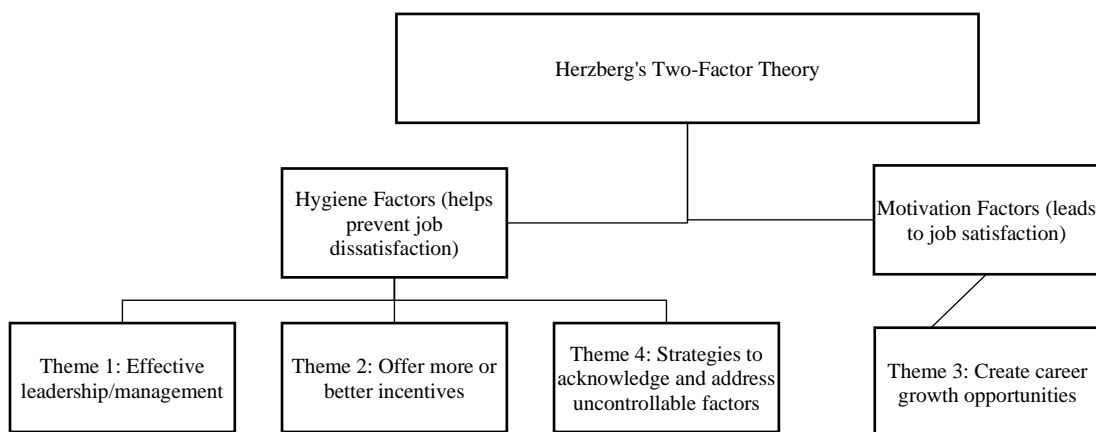 Herzberg's Two-Factor Theory
Hygiene Factors (helps
prevent job
dissatisfaction)
Motivation Factors (leads
to job satisfaction)
Theme 1: Effective
leadership/management
Theme 2: Offer more or
better incentives
Theme 4: Strategies to
acknowledge and address
uncontrollable factors
Theme 3: Create career
growth opportunities